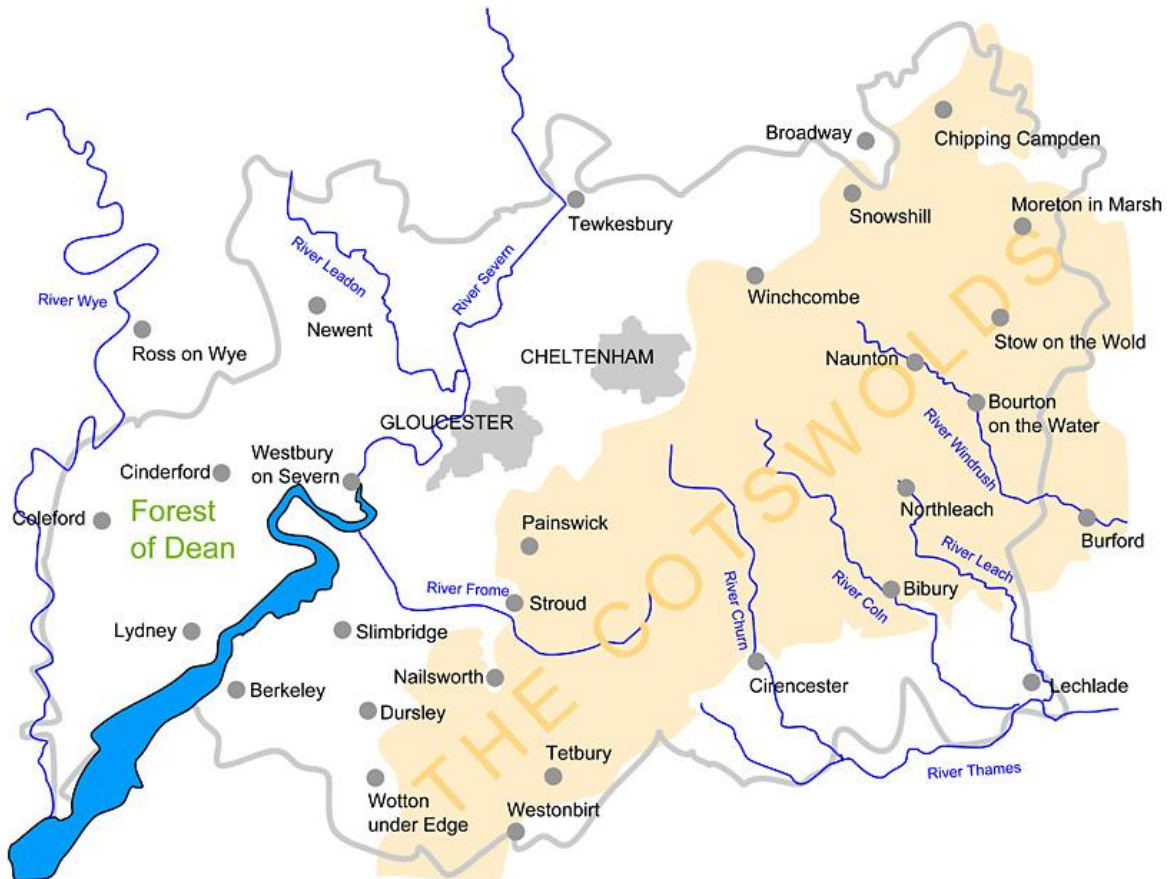 Broadway
Chipping Campden
Tewkesbury
Snowshill
Moreton in Marsh
River Leadon
River Severn
River Wye
Newent
Winchcombe
Ross on Wye
CHELTENHAM
Naunton
Stow on the Wold
GLOUCESTER
Bourton
on the Water
River Windrush
Westbury
on Severn
Cinderford
Northleach
Coleford
Forest
of Dean
Painswick
Burford
River Leach
River Frome
Stroud
River Churn
River Coln
Bibury
Lydney
Slimbridge
THE COTSWOLDS
Nailsworth
Cirencester
Lechlade
Berkeley
Dursley
Tetbury
River Thames
Wotton
under Edge
Westonbirt